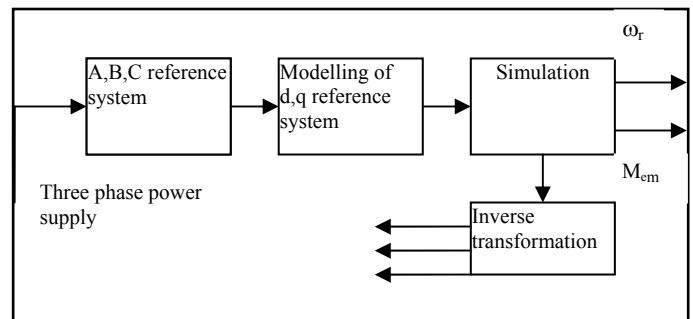 ωr
A,B,C reference
system
Modelling of
d,q reference
system
Simulation
Mem
Three phase power
supply
Inverse
transformation